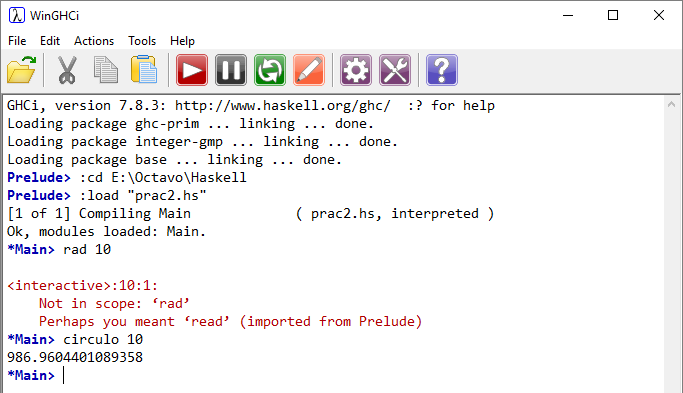 WinGHCi
File Edit Actions Tools Help
GHCi, version 7.8.3: http://www.haskell.org/ghc/  :? for help
Loading package ghc-prim ... linking ... done.
Loading package integer-gmp ... linking ... done.
Loading package base ... linking ... done.
Prelude> :cd E:\Octavo\Haskell
Prelude> :load "prac2.hs"
[1 of 1] Compiling Main             ( prac2.hs, interpreted )
Ok, modules loaded: Main.
*Main> rad 10
<interactive>:10:1:
    Not in scope: ‘rad’
    Perhaps you meant ‘read’ (imported from Prelude)
*Main> circulo 10
986.9604401089358
*Main>